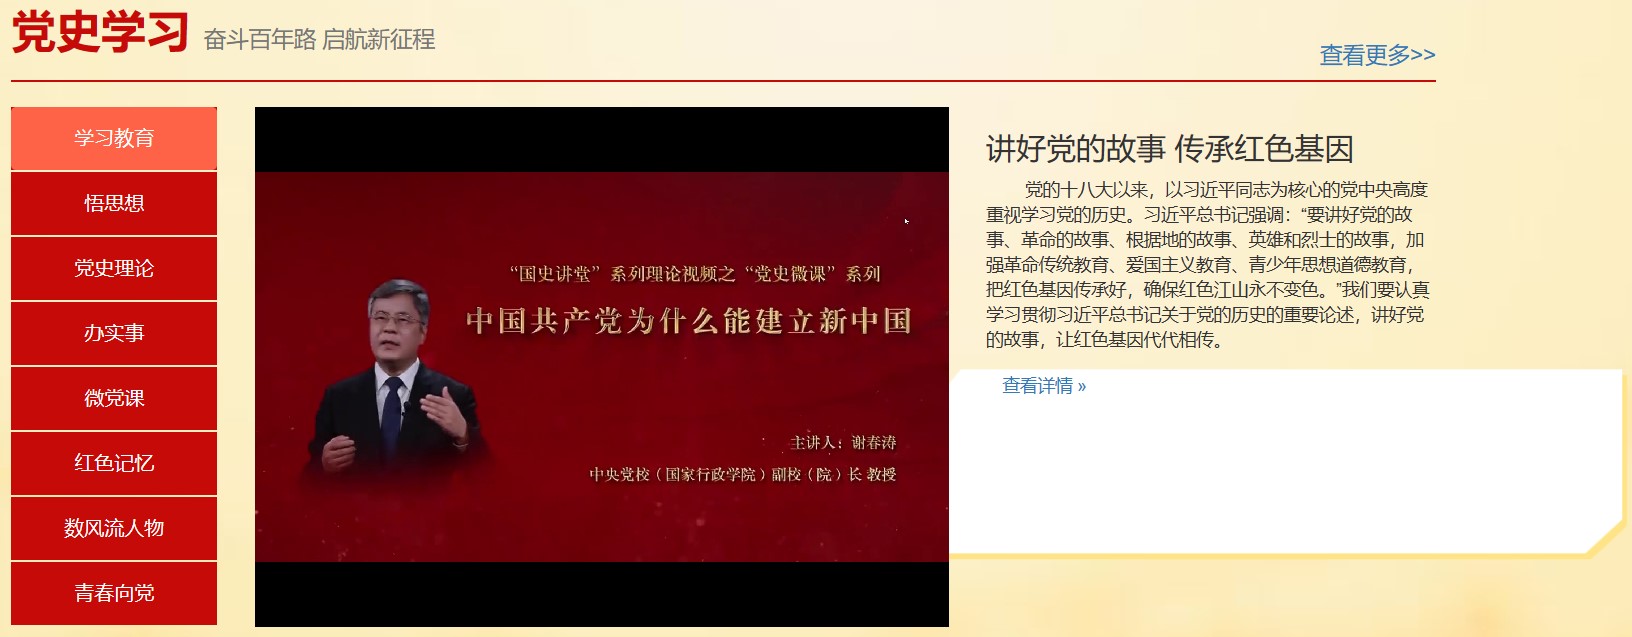 党史学习 奋斗百年路 启航新征程
查看更多>>
学习教育
悟思想
党史理论
办实事
微党课
红色记忆
数风流人物
青春向党
“国史讲堂”系列理论视频之“党史微课”系列
中国共产党为什么能建立新中国
主讲人：谢春涛
中央党校（国家行政学院）副校（院）长 教授
讲好党的故事 传承红色基因
党的十八大以来，以习近平同志为核心的党中央高度
重视学习党的历史。习近平总书记强调：“要讲好党的故
事、革命的故事、根据地的故事、英雄和烈士的故事，加
强革命传统教育、爱国主义教育、青少年思想道德教育，
把红色基因传承好，确保红色江山永不变色。”我们要认真
学习贯彻习近平总书记关于党的历史的重要论述，讲好党
的故事，让红色基因代代相传。
查看详情 »